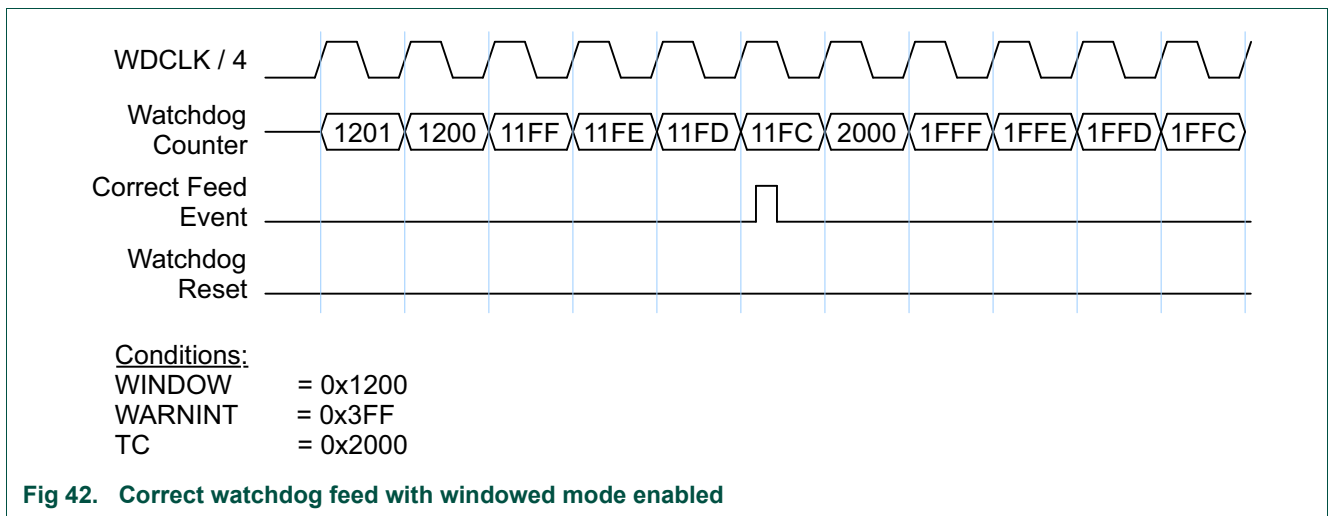 WDCLK / 4
Watchdog
Counter
1201 1200 11FF 11FE 11FD 11FC 2000 1FFF 1FFE 1FFD 1FFC
Correct Feed
Event
Watchdog
Reset
Conditions:
WINDOW = 0x1200
WARNINT = 0x3FF
TC = 0x2000
Fig 42. Correct watchdog feed with windowed mode enabled